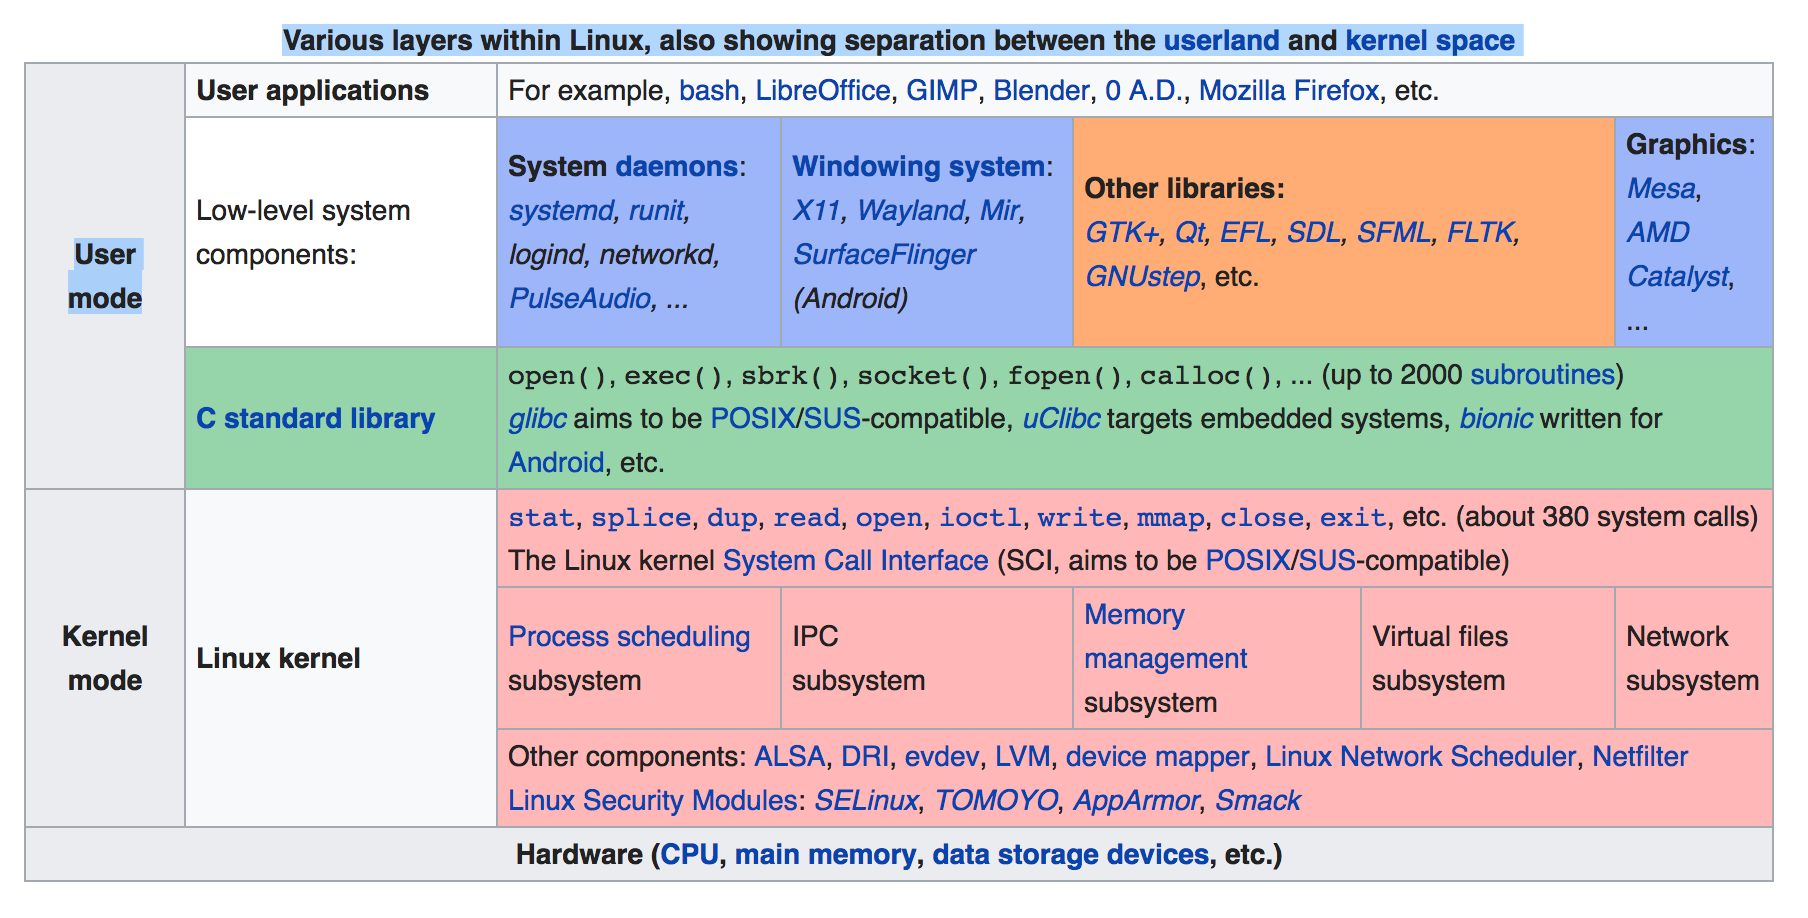 Various layers within Linux, also showing separation between the userland and kernel space
User
mode
User applications
For example, bash, LibreOffice, GIMP, Blender, 0 A.D., Mozilla Firefox, etc.
Low-level system
components:
System daemons:
systemd, runit,
logind, networkd,
PulseAudio, ...
Windowing system:
X11, Wayland, Mir,
SurfaceFlinger
(Android)
Other libraries:
GTK+, Qt, EFL, SDL, SFML, FLTK,
GNUstep, etc.
Graphics:
Mesa,
AMD
Catalyst,
...
C standard library
open(), exec(), sbrk(), socket(), fopen(), calloc(), ... (up to 2000 subroutines)
glibc aims to be POSIX/SUS-compatible, uClibc targets embedded systems, bionic written for
Android, etc.
Kernel
mode
Linux kernel
stat, splice, dup, read, open, ioctl, write, mmap, close, exit, etc. (about 380 system calls)
The Linux kernel System Call Interface (SCI, aims to be POSIX/SUS-compatible)
Process scheduling
subsystem
IPC
subsystem
Memory
management
subsystem
Virtual files
subsystem
Network
subsystem
Other components: ALSA, DRI, evdev, LVM, device mapper, Linux Network Scheduler, Netfilter
Linux Security Modules: SELinux, TOMOYO, AppArmor, Smack
Hardware (CPU, main memory, data storage devices, etc.)